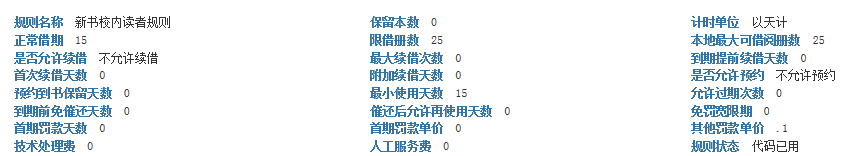 规则名称 新书校内读者规则 保留本数 0 计时单位 以天计
正常借期 15 限借册数 25 本地最大可借阅册数 25
是否允许续借 不允许续借 最大续借次数 0 到期提前续借天数 0
首次续借天数 0 附加续借天数 0 是否允许预约 不允许预约
预约到书保留天数 0 最小使用天数 15 允许过期次数 0
到期前免催还天数 0 催还后允许再使用天数 0 免罚宽限期 0
首期罚款天数 0 首期罚款单价 0 其他罚款单价 .1
技术处理费 0 人工服务费 0 规则状态 代码已用